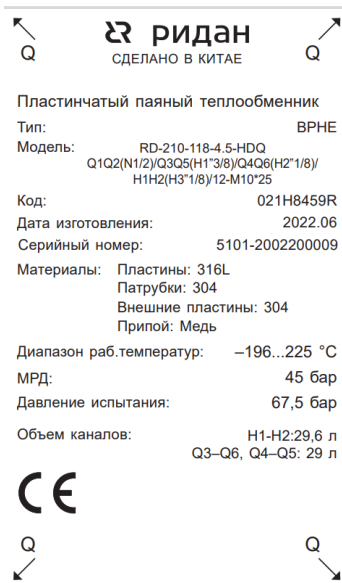 Q ридан Q
СДЕЛАНО В КИТАЕ
Пластинчатый паяный теплообменник
Тип: BPHE
Модель: RD-210-118-4.5-HDQ
Q1Q2(N1/2)/Q3Q5(H1"3/8)/Q4Q6(H2"1/8)/
H1H2(H3"1/8)/12-M10*25
Код: 021H8459R
Дата изготовления: 2022.06
Серийный номер: 5101-2002200009
Материалы: Пластины: 316L
Патрубки: 304
Внешние пластины: 304
Припой: Медь
Диапазон раб.температур: –196...225 °C
МРД: 45 бар
Давление испытания: 67,5 бар
Объем каналов: H1-H2:29,6 л
Q3–Q6, Q4–Q5: 29 л
CE
Q Q